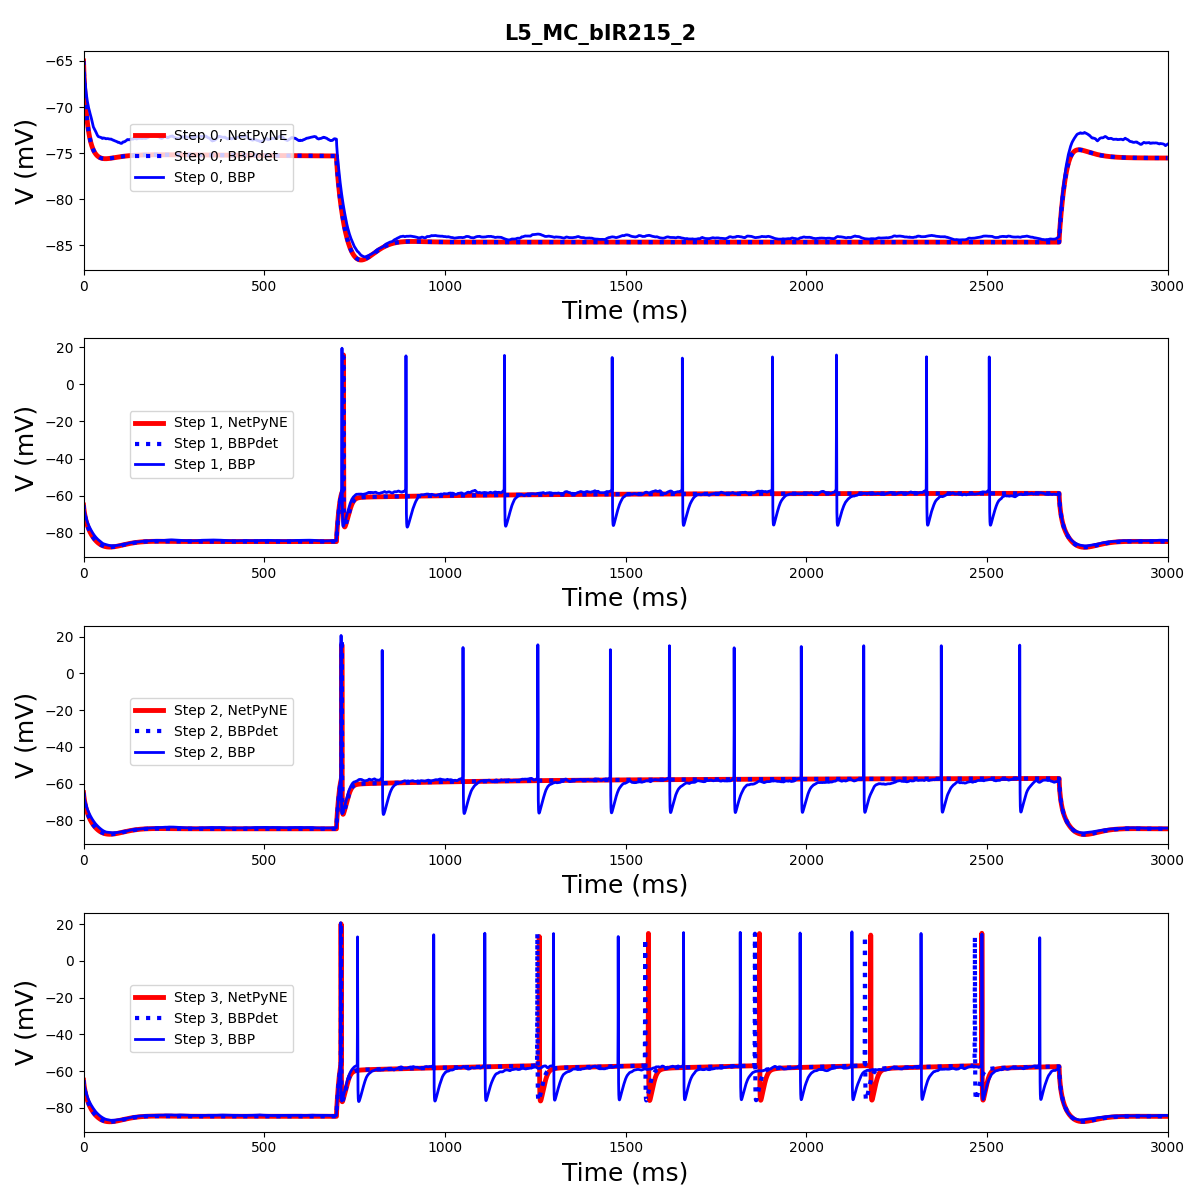 L5_MC_bIR215_2
−65
−70
−75
−80
−85
V (mV)
Step 0, NetPyNE
Step 0, BBPdet
Step 0, BBP
0 500 1000 1500 2000 2500 3000
Time (ms)
20
0
−20
−40
−60
−80
V (mV)
Step 1, NetPyNE
Step 1, BBPdet
Step 1, BBP
0 500 1000 1500 2000 2500 3000
Time (ms)
20
0
−20
−40
−60
−80
V (mV)
Step 2, NetPyNE
Step 2, BBPdet
Step 2, BBP
0 500 1000 1500 2000 2500 3000
Time (ms)
20
0
−20
−40
−60
−80
V (mV)
Step 3, NetPyNE
Step 3, BBPdet
Step 3, BBP
0 500 1000 1500 2000 2500 3000
Time (ms)